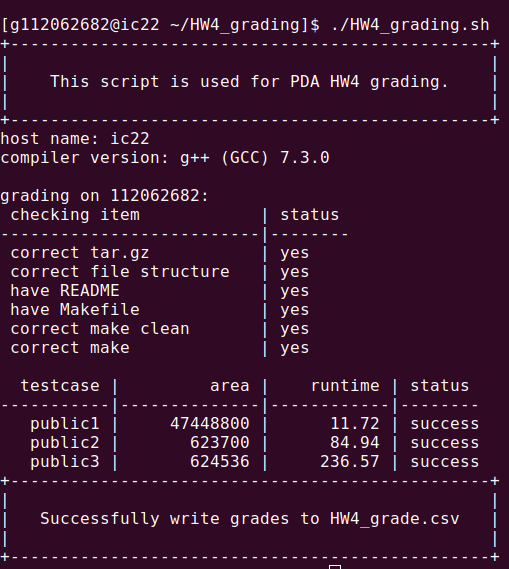 [g112062682@ic22 ~/HW4_grading]$ ./HW4_grading.sh
+------------------------------------------------+
|                                                |
|    This script is used for PDA HW4 grading.    |
|                                                |
+------------------------------------------------+
host name: ic22
compiler version: g++ (GCC) 7.3.0

grading on 112062682:
 checking item            | status
--------------------------|--------
 correct tar.gz           | yes
 correct file structure   | yes
 have README              | yes
 have Makefile            | yes
 correct make clean       | yes
 correct make             | yes

  testcase |         area |    runtime | status
-----------|--------------|------------|--------
   public1 |     47448800 |      11.72 | success
   public2 |       623700 |      84.94 | success
   public3 |       624536 |     236.57 | success
+------------------------------------------------+
|                                                |
|   Successfully write grades to HW4_grade.csv   |
|                                                |
+------------------------------------------------+